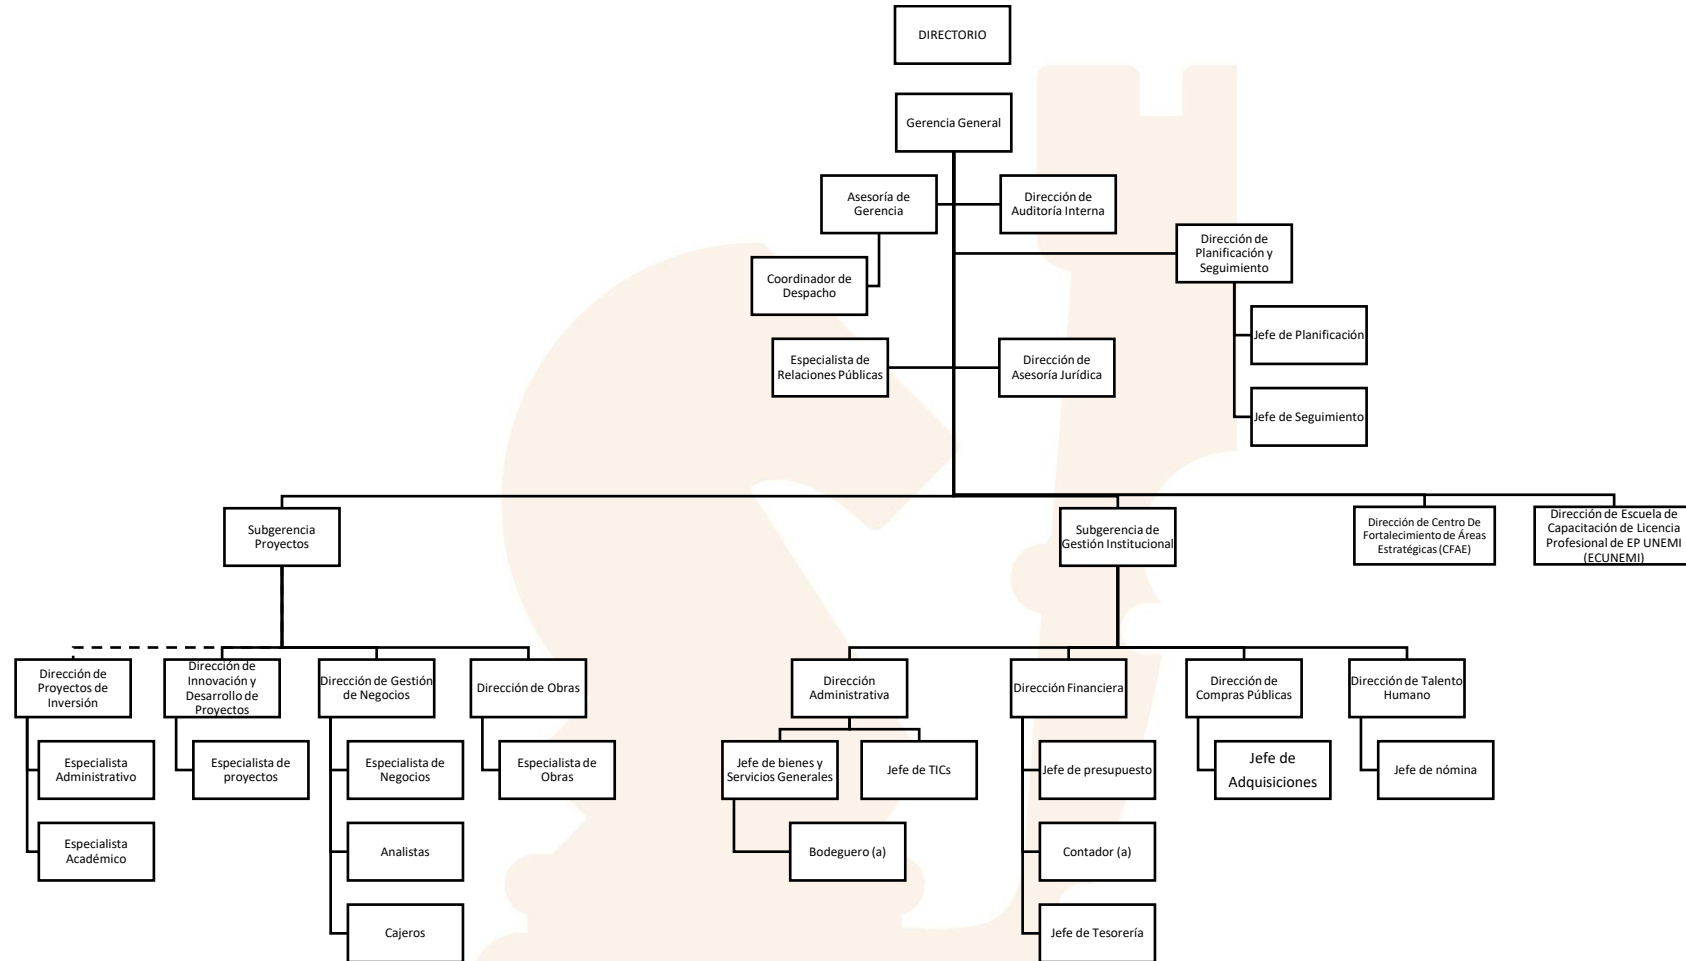 DIRECTORIO
Gerencia General
Asesoría de
Gerencia
Dirección de
Auditoría Interna
Dirección de
Planificación y
Seguimiento
Coordinador de
Despacho
Jefe de Planificación
Especialista de
Relaciones Públicas
Dirección de
Asesoría Jurídica
Jefe de Seguimiento
Subgerencia
Proyectos
Subgerencia de
Gestión Institucional
Dirección de Centro De
Fortalecimiento de Áreas
Estratégicas (CFAE)
Dirección de Escuela de
Capacitación de Licencia
Profesional de EP UNEMI
(ECUNEMI)
Dirección de
Proyectos de
Inversión
Dirección de
Innovación y
Desarrollo de
Proyectos
Dirección de Gestión
de Negocios
Dirección de Obras
Dirección
Administrativa
Dirección Financiera
Dirección de
Compras Públicas
Dirección de Talento
Humano
Especialista
Administrativo
Especialista de
proyectos
Especialista de
Negocios
Especialista de
Obras
Jefe de bienes y
Servicios Generales
Jefe de TICs
Jefe de presupuesto
Jefe de
Adquisiciones
Jefe de nómina
Especialista
Académico
Analistas
Bodeguero (a)
Contador (a)
Cajeros
Jefe de Tesorería